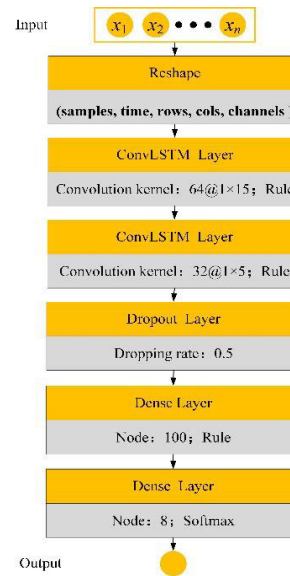 Input x₁ x₂ ••• xₙ
Reshape
(samples, time, rows, cols, channels )
ConvLSTM Layer
Convolution kernel：64@1×15；Rule
ConvLSTM Layer
Convolution kernel：32@1×5；Rule
Dropout Layer
Dropping rate：0.5
Dense Layer
Node：100；Rule
Dense Layer
Node：8；Softmax
Output